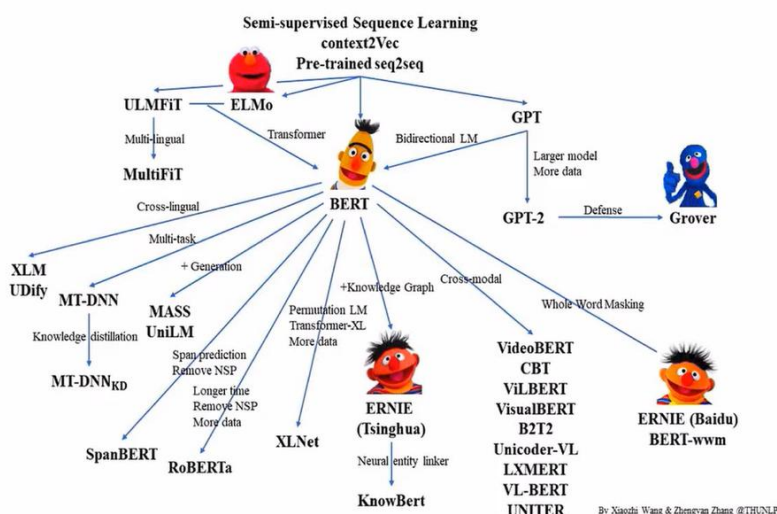 Semi-supervised Sequence Learning
context2Vec
Pre-trained seq2seq
ULMFiT
ELMo
GPT
Multi-lingual
Transformer
Bidirectional LM
Larger model
More data
MultiFiT
BERT
GPT-2
Defense
Grover
Cross-lingual
Multi-task
+ Generation
+Knowledge Graph
Cross-modal
Whole Word Masking
XLM
UDify
MT-DNN
MASS
UniLM
Permutation LM
Transformer-XL
More data
Knowledge distillation
Span prediction
Remove NSP
VideoBERT
CBT
ViLBERT
VisualBERT
B2T2
Unicoder-VL
LXMERT
VL-BERT
UNITER
MT-DNNKD
Longer time
Remove NSP
More data
ERNIE
(Tsinghua)
ERNIE (Baidu)
BERT-wwm
SpanBERT
RoBERTa
XLNet
Neural entity linker
KnowBert
By Xiaozhi Wang & Zhengyan Zhang @THUNLP